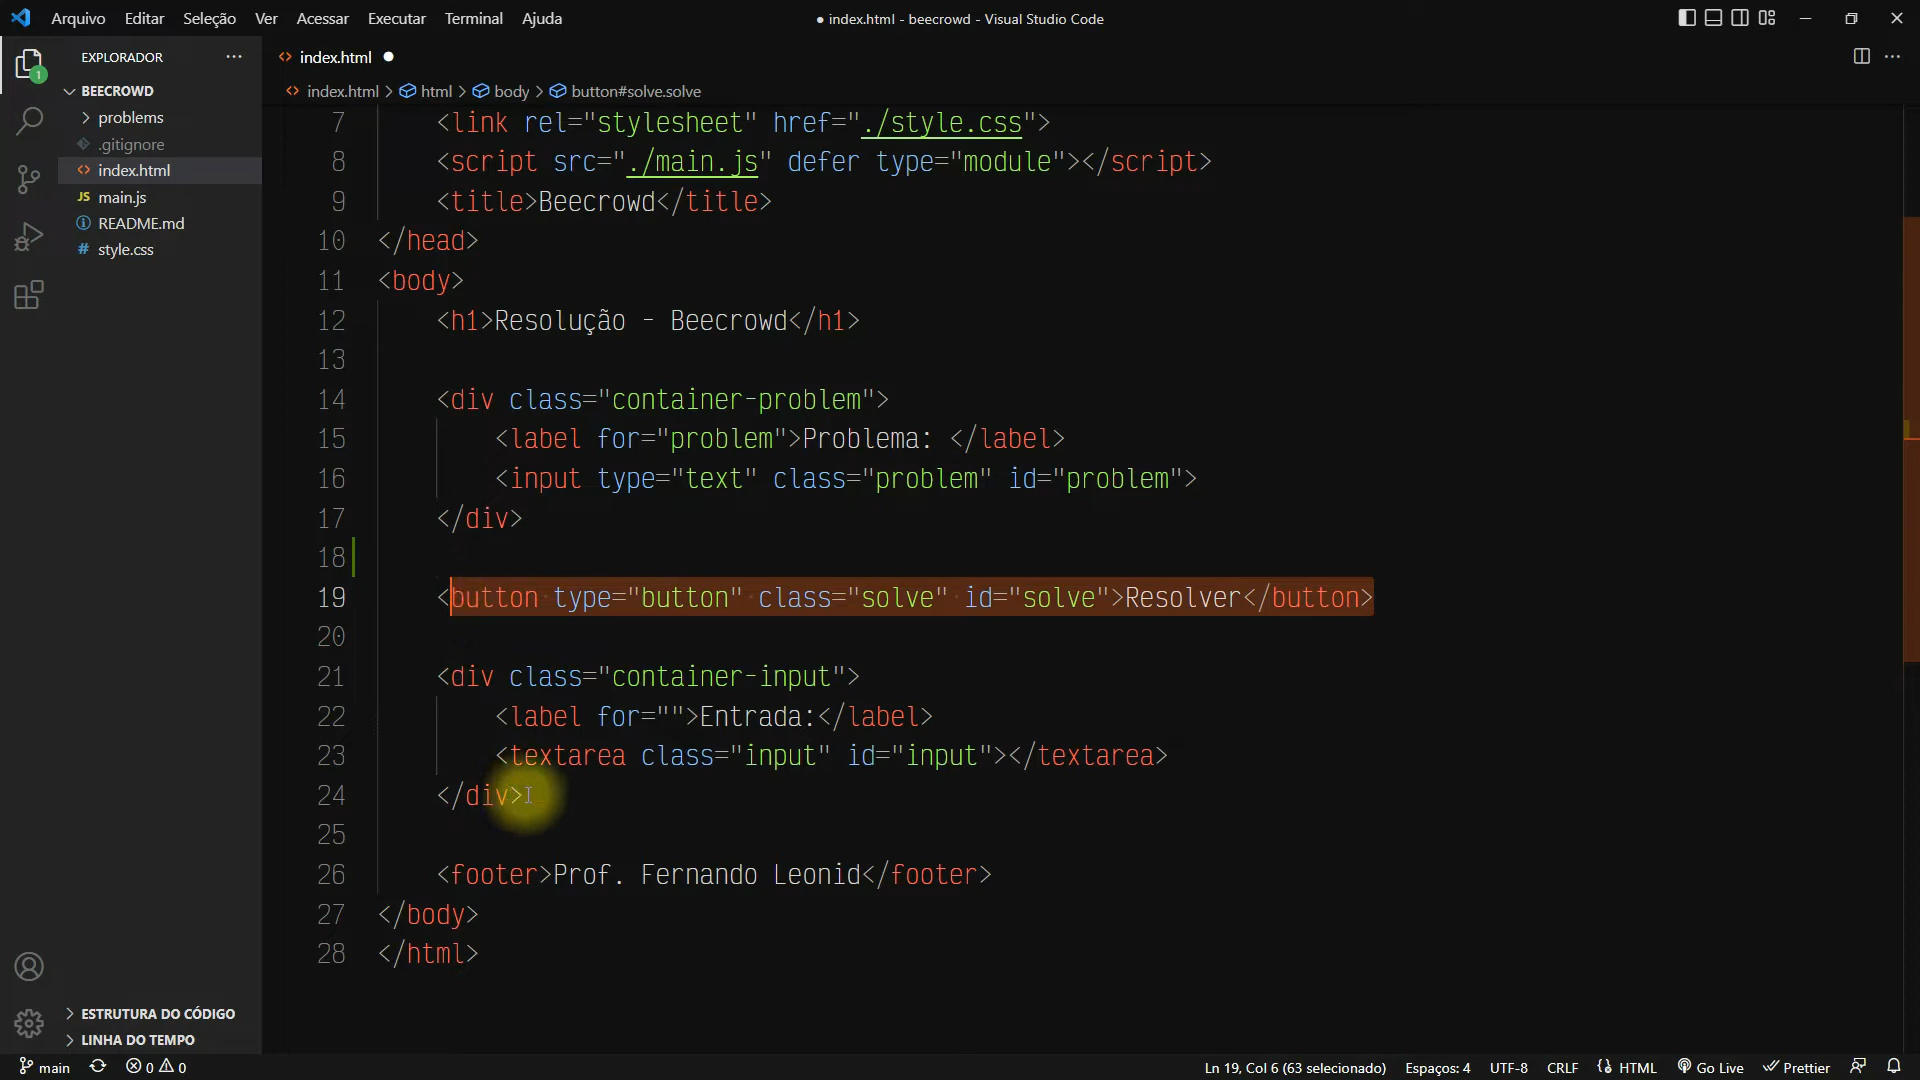 Arquivo Editar Seleção Ver Acessar Executar Terminal Ajuda
● index.html - beecrowd - Visual Studio Code
EXPLORADOR
index.html
1
BEECROWD
index.html > html > body > button#solve.solve
problems
.gitignore
index.html
JS main.js
README.md
# style.css
7 <link rel="stylesheet" href="./style.css">
8 <script src="./main.js" defer type="module"></script>
9 <title>Beecrowd</title>
10 </head>
11 <body>
12 <h1>Resolução - Beecrowd</h1>
13
14 <div class="container-problem">
15 <label for="problem">Problema: </label>
16 <input type="text" class="problem" id="problem">
17 </div>
18
19 <button type="button" class="solve" id="solve">Resolver</button>
20
21 <div class="container-input">
22 <label for="">Entrada:</label>
23 <textarea class="input" id="input"></textarea>
24 </div>
25
26 <footer>Prof. Fernando Leonid</footer>
27 </body>
28 </html>
ESTRUTURA DO CÓDIGO
LINHA DO TEMPO
main 0 0 Ln 19, Col 6 (63 selecionado) Espaços: 4 UTF-8 CRLF HTML Go Live Prettier